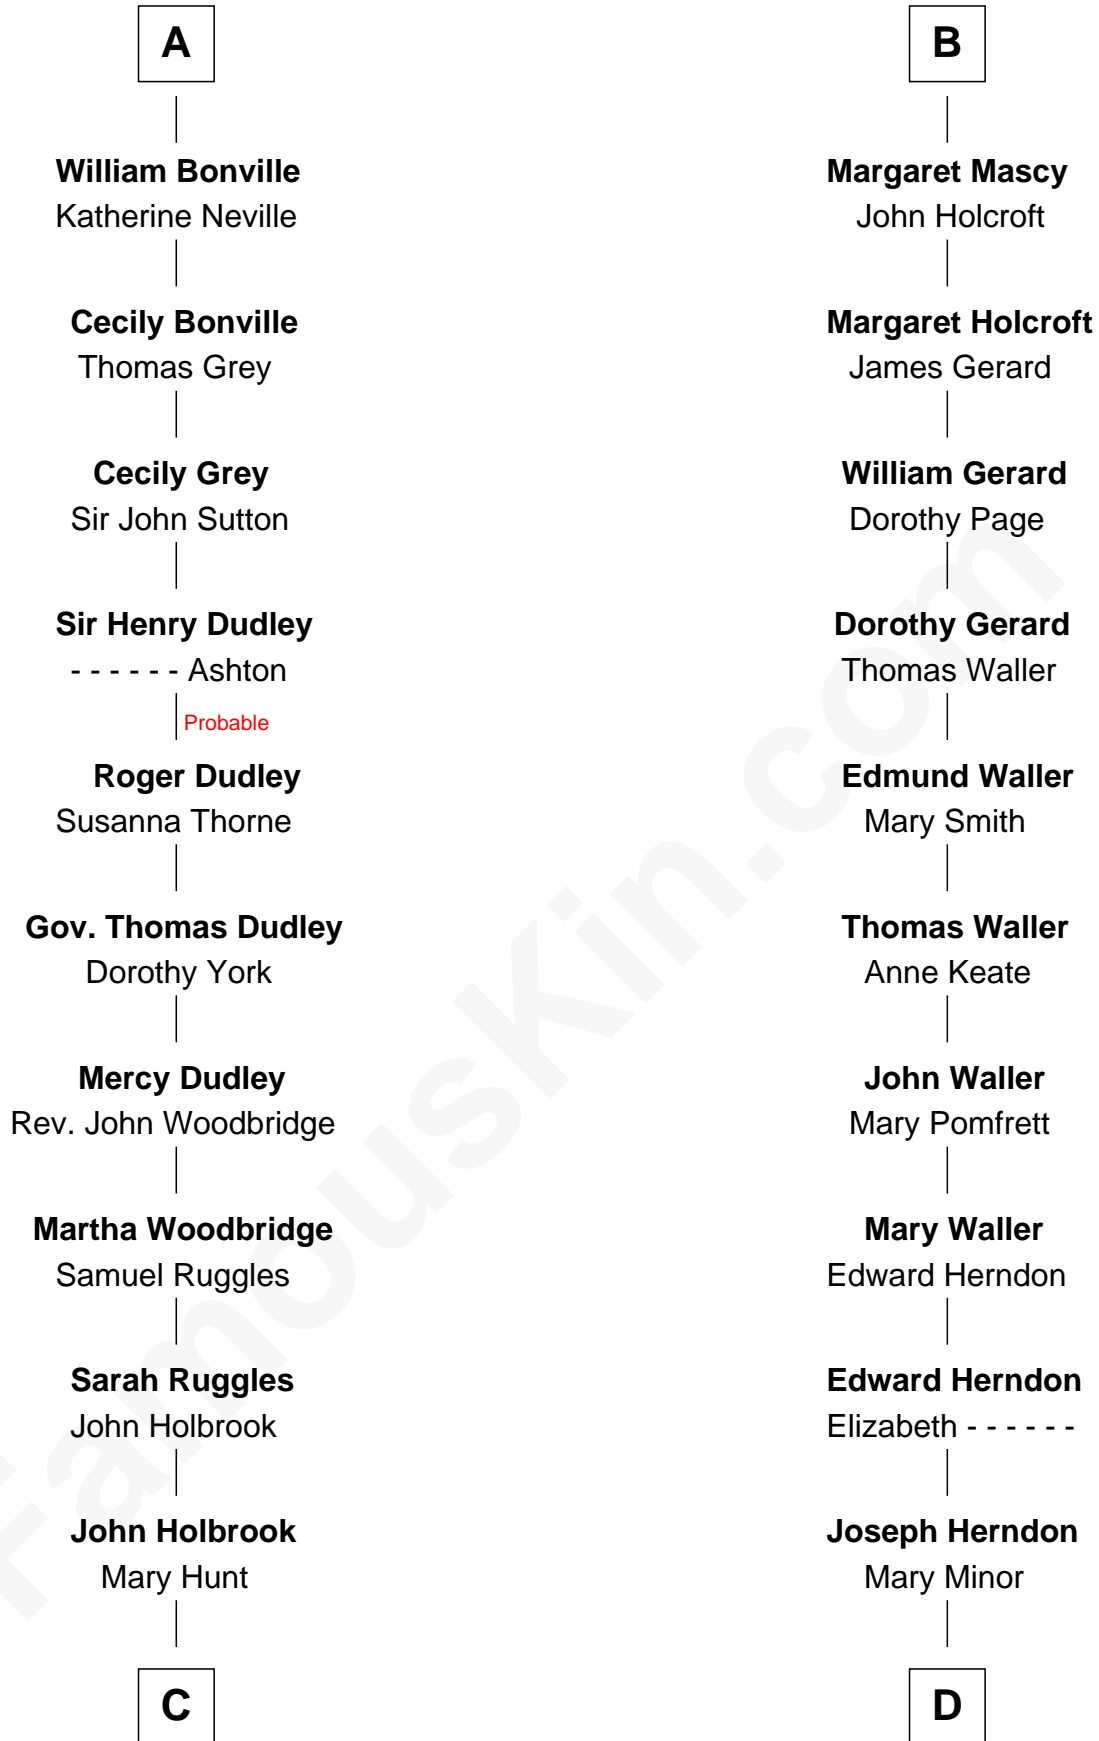 A
William Bonville
Katherine Neville
Cecily Bonville
Thomas Grey
Cecily Grey
Sir John Sutton
Sir Henry Dudley
- - - - - - Ashton
Probable
Roger Dudley
Susanna Thorne
Gov. Thomas Dudley
Dorothy York
Mercy Dudley
Rev. John Woodbridge
Martha Woodbridge
Samuel Ruggles
Sarah Ruggles
John Holbrook
John Holbrook
Mary Hunt
C
B
Margaret Mascy
John Holcroft
Margaret Holcroft
James Gerard
William Gerard
Dorothy Page
Dorothy Gerard
Thomas Waller
Edmund Waller
Mary Smith
Thomas Waller
Anne Keate
John Waller
Mary Pomfrett
Mary Waller
Edward Herndon
Edward Herndon
Elizabeth - - - - - -
Joseph Herndon
Mary Minor
D
FamousKin.com